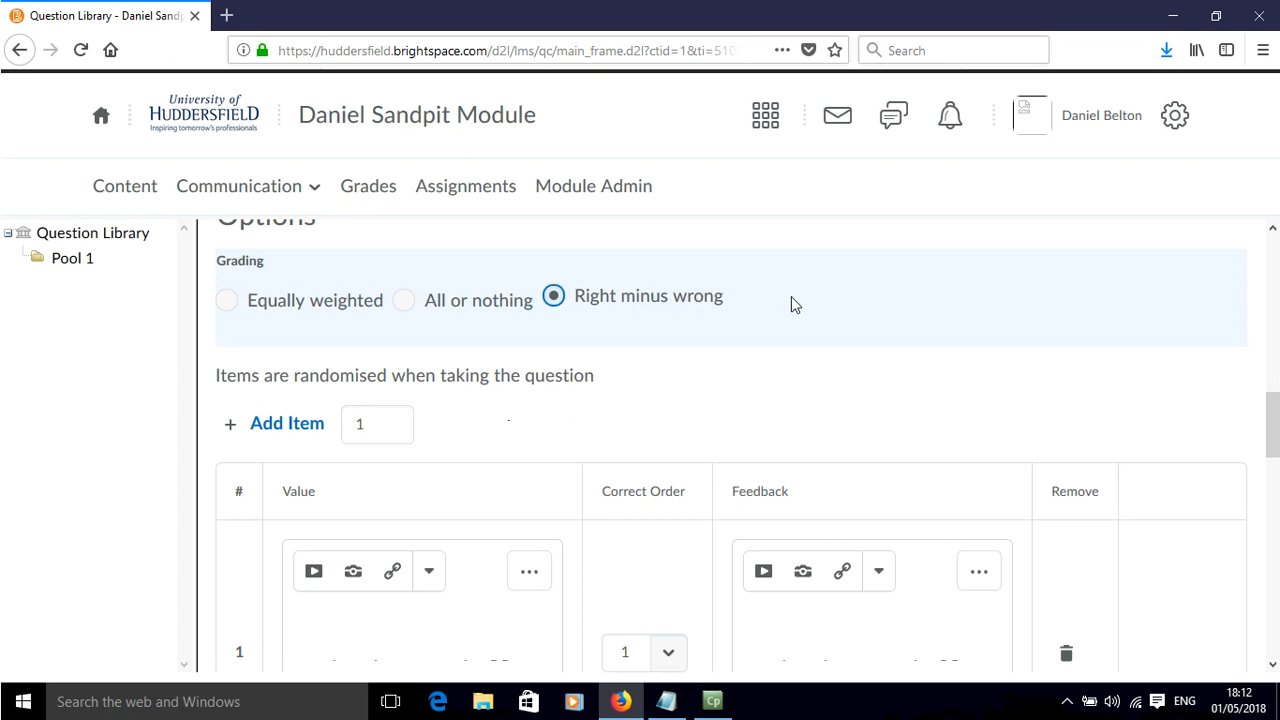 Question Library - Daniel Sandp
https://huddersfield.brightspace.com/d2l/lms/qc/main_frame.d2l?ctid=1&ti=510
Search
University of
HUDDERSFIELD
Inspiring tomorrow's professionals
Daniel Sandpit Module
Daniel Belton
Content
Communication
Grades
Assignments
Module Admin
Question Library
Pool 1
Options
Grading
Equally weighted
All or nothing
Right minus wrong
Items are randomised when taking the question
+ Add Item
1
#
Value
Correct Order
Feedback
Remove
1
1
Search the web and Windows
Cp
ENG
18:12
01/05/2018